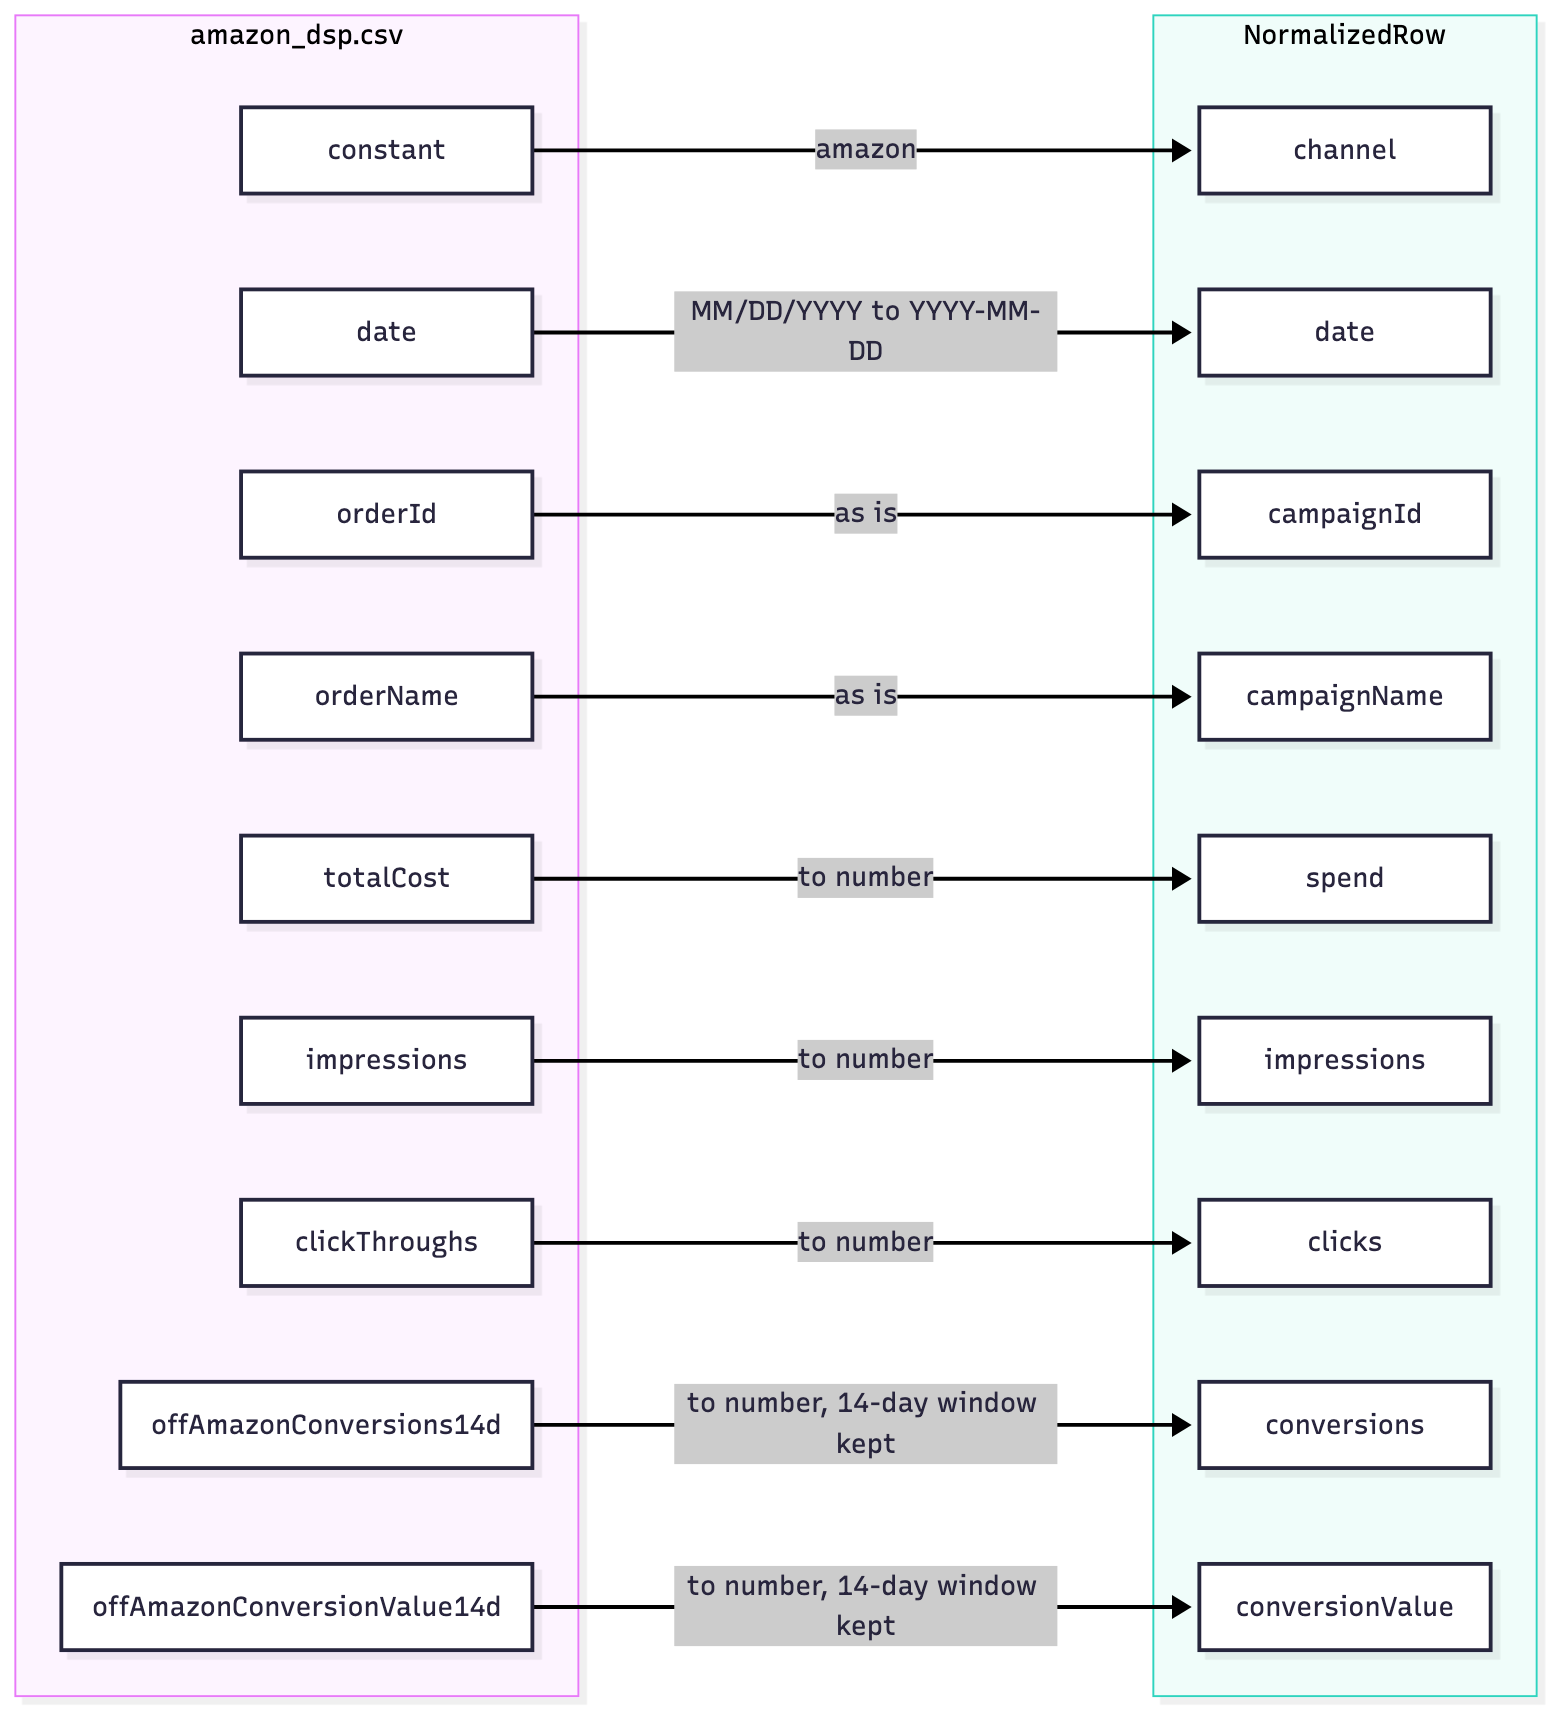 amazon_dsp.csv
NormalizedRow
constant
amazon
channel
date
MM/DD/YYYY to YYYY-MM-
DD
date
orderId
as is
campaignId
orderName
as is
campaignName
totalCost
to number
spend
impressions
to number
impressions
clickThroughs
to number
clicks
offAmazonConversions14d
to number, 14-day window
kept
conversions
offAmazonConversionValue14d
to number, 14-day window
kept
conversionValue